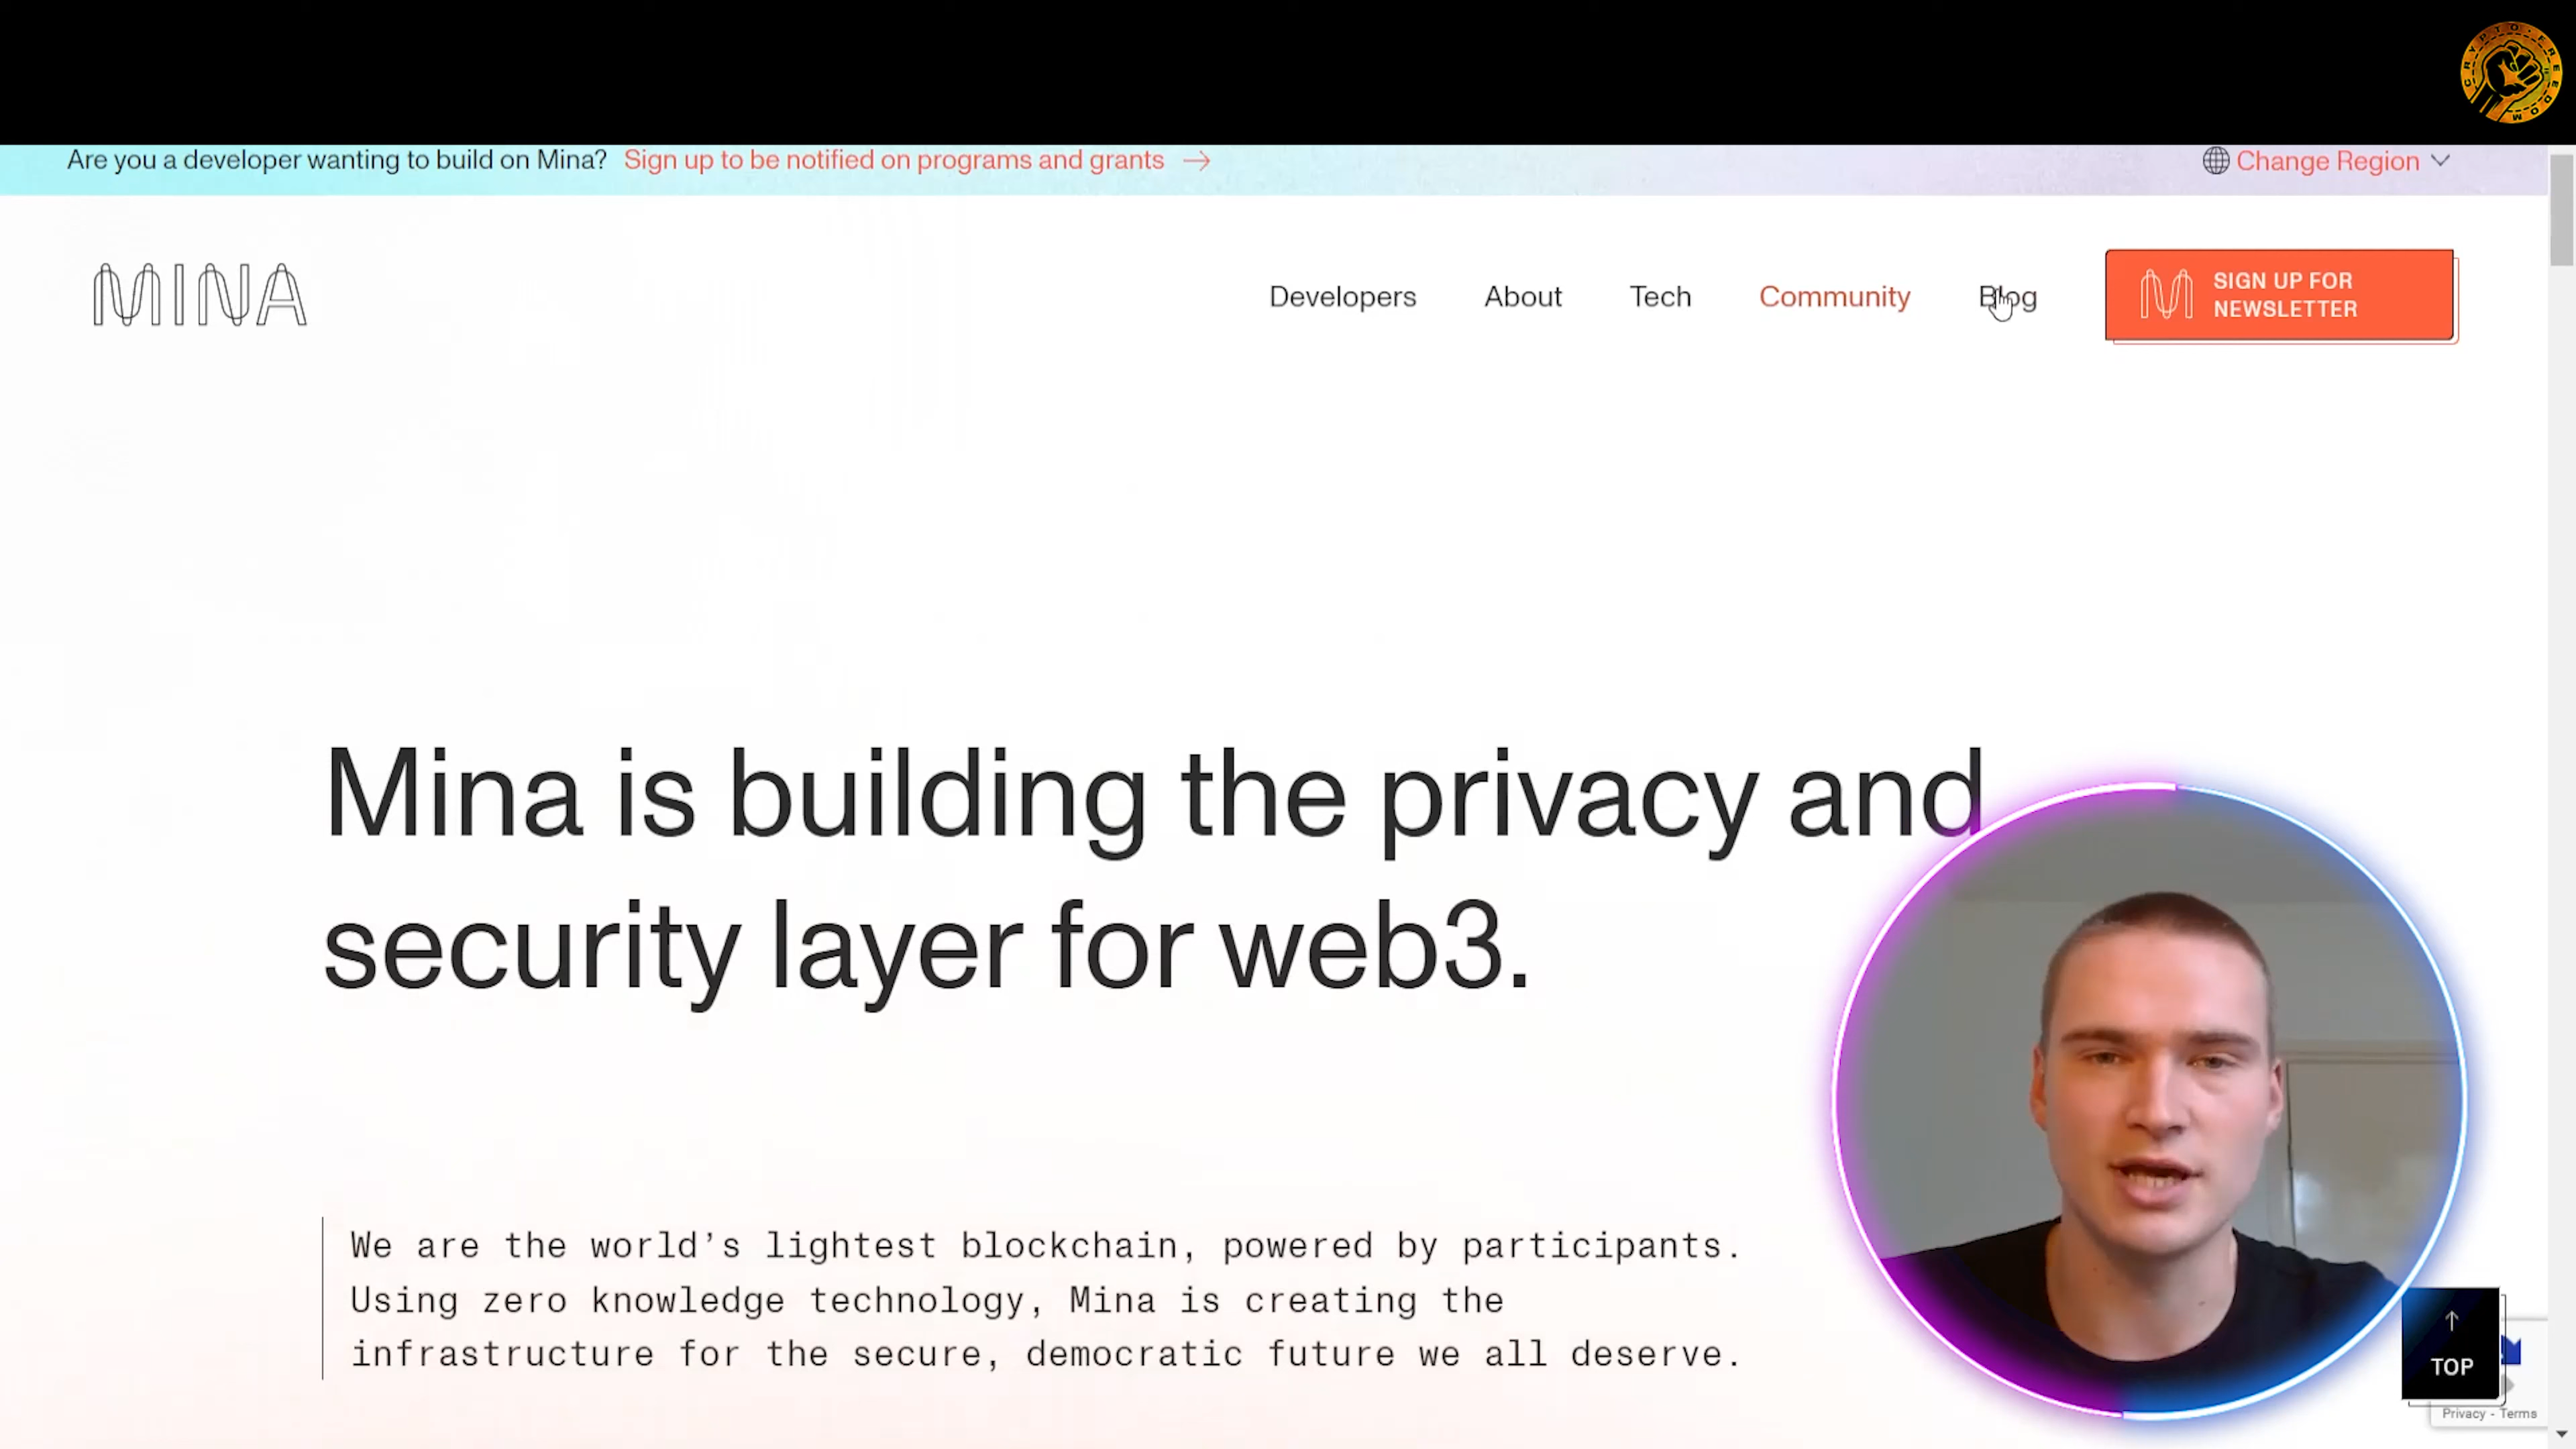 CRYPTO FREEDOM
Are you a developer wanting to build on Mina? Sign up to be notified on programs and grants →
Change Region
MINA
Developers About Tech Community Blog
SIGN UP FOR
NEWSLETTER
Mina is building the privacy and
security layer for web3.
We are the world's lightest blockchain, powered by participants.
Using zero knowledge technology, Mina is creating the
infrastructure for the secure, democratic future we all deserve.
↑
TOP
Privacy - Terms